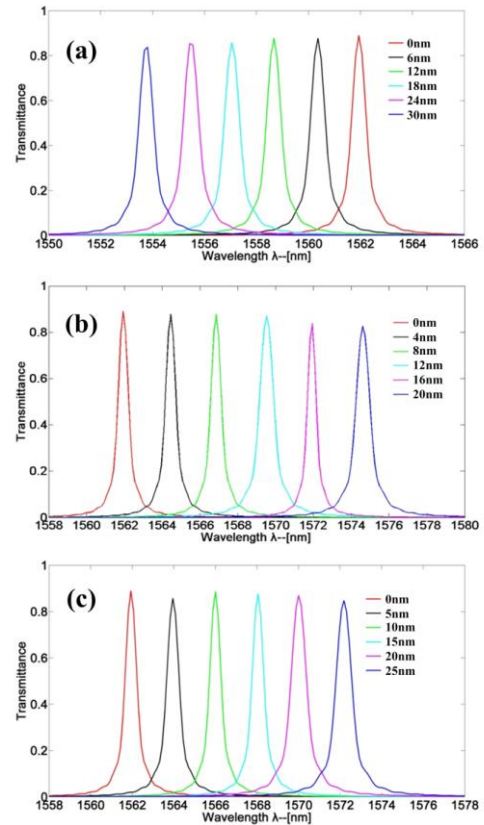 1
(a)
0nm
6nm
12nm
18nm
24nm
30nm
0.8
0.6
0.4
0.2
0
Transmittance
1550 1552 1554 1556 1558 1560 1562 1564 1566
Wavelength λ--[nm]
1
(b)
0nm
4nm
8nm
12nm
16nm
20nm
0.8
0.6
0.4
0.2
0
Transmittance
1558 1560 1562 1564 1566 1568 1570 1572 1574 1576 1578 1580
Wavelength λ--[nm]
1
(c)
0nm
5nm
10nm
15nm
20nm
25nm
0.8
0.6
0.4
0.2
0
Transmittance
1558 1560 1562 1564 1566 1568 1570 1572 1574 1576 1578
Wavelength λ--[nm]